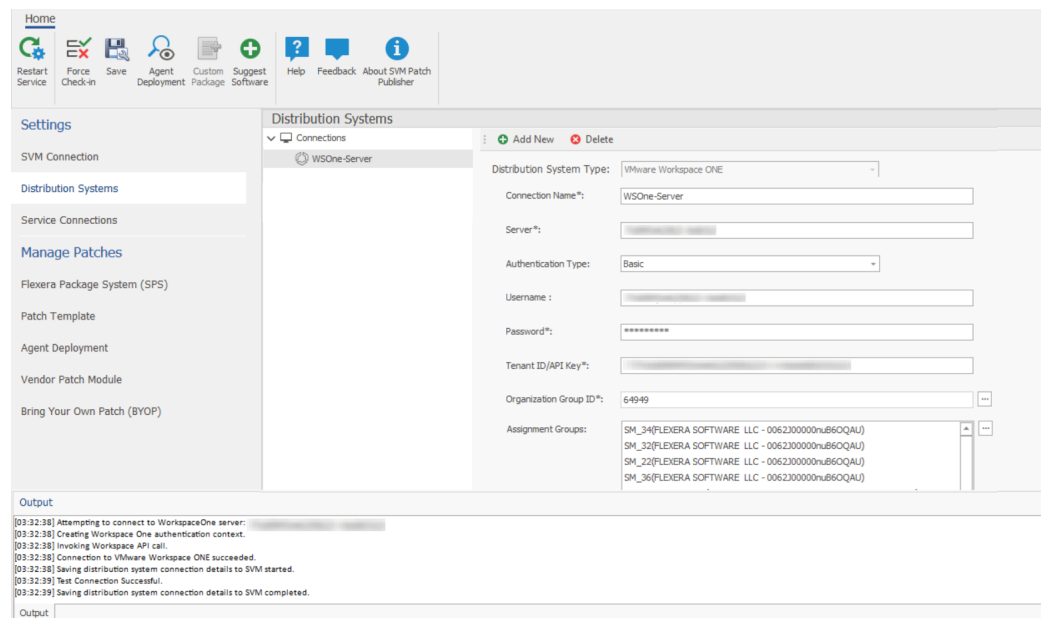 Home
Restart Service
Force Check-in
Save
Agent Deployment
Custom Package
Suggest Software
Help
Feedback
About SVM Patch Publisher
Settings
SVM Connection
Distribution Systems
Service Connections
Manage Patches
Flexera Package System (SPS)
Patch Template
Agent Deployment
Vendor Patch Module
Bring Your Own Patch (BYOP)
Distribution Systems
Connections
WSOne-Server
Add New
Delete
Distribution System Type: VMware Workspace ONE
Connection Name*: WSOne-Server
Server*:
Authentication Type: Basic
Username :
Password*: *********
Tenant ID/API Key*:
Organization Group ID*: 64949 ...
Assignment Groups: SM_34(FLEXERA SOFTWARE LLC - 0062J00000nuB6OQAU) ...
SM_32(FLEXERA SOFTWARE LLC - 0062J00000nuB6OQAU)
SM_22(FLEXERA SOFTWARE LLC - 0062J00000nuB6OQAU)
SM_36(FLEXERA SOFTWARE LLC - 0062J00000nuB6OQAU)
Output
[03:32:38] Attempting to connect to WorkspaceOne server:
[03:32:38] Creating Workspace One authentication context.
[03:32:38] Invoking Workspace API call.
[03:32:38] Connection to VMware Workspace ONE succeeded.
[03:32:38] Saving distribution system connection details to SVM started.
[03:32:39] Test Connection Successful.
[03:32:39] Saving distribution system connection details to SVM completed.
Output